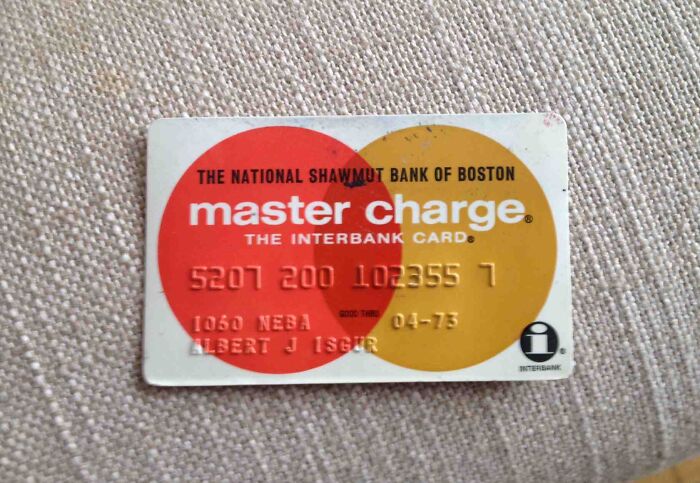 THE NATIONAL SHAWMUT BANK OF BOSTON
master charge®
THE INTERBANK CARD®
5207 200 102355 7
GOOD THRU
1060 NEBA 04-73
ALBERT J ISGUR
i®
INTERBANK